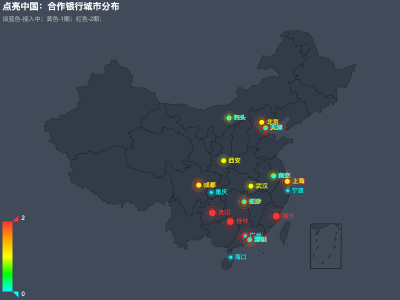 点亮中国：合作银行城市分布
淡蓝色-接入中；黄色-1期；红色-2期；
包头
北京
天津
西安
成都
重庆
武汉
南京
上海
宁波
长沙
贵阳
桂林
福州
广州
深圳
海口
2
0